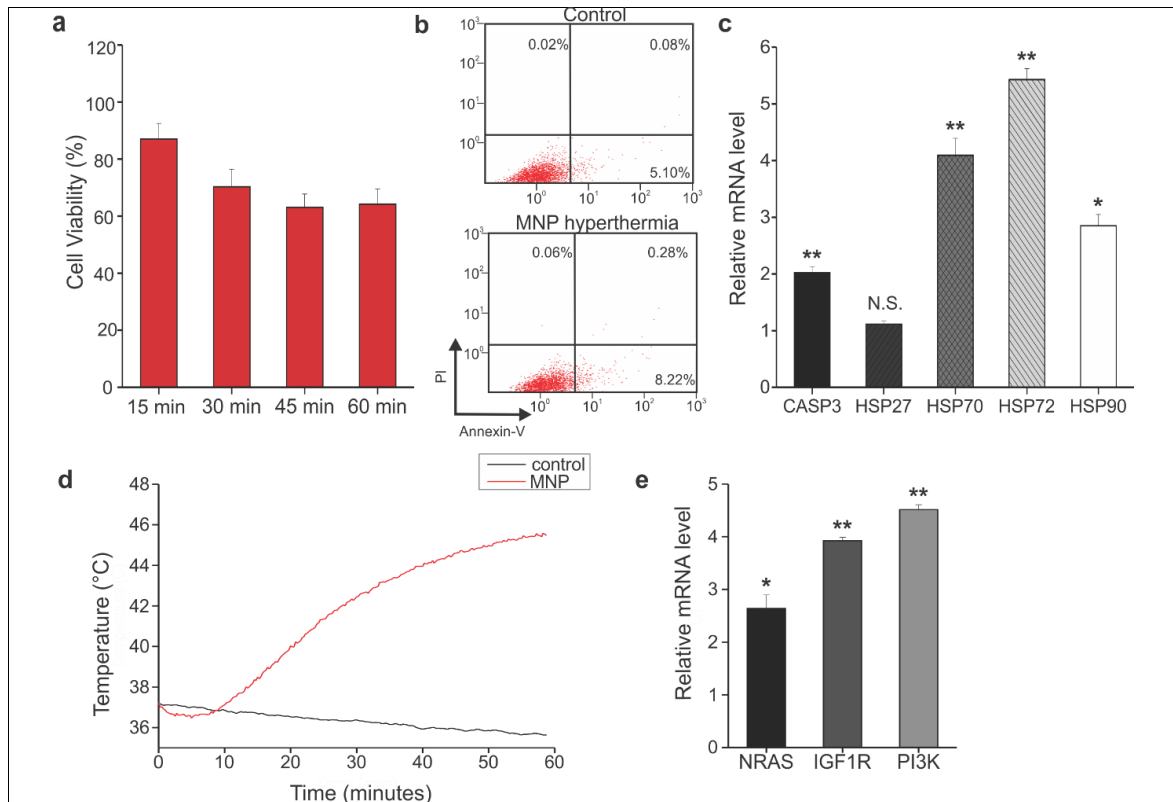 a
Cell Viability (%)
120
100
80
60
40
20
0
15 min 30 min 45 min 60 min
b
Control
10³
10²
10¹
10⁰
0.02% 0.08%
5.10%
10⁰ 10¹ 10² 10³
MNP hyperthermia
10³
10²
10¹
10⁰
0.06% 0.28%
8.22%
10⁰ 10¹ 10² 10³
PI
Annexin-V
c
Relative mRNA level
6
5
4
3
2
1
0
** N.S. ** ** *
CASP3 HSP27 HSP70 HSP72 HSP90
d
control
MNP
Temperature (°C)
48
46
44
42
40
38
36
0 10 20 30 40 50 60
Time (minutes)
e
Relative mRNA level
5
4
3
2
1
0
* ** **
NRAS IGF1R PI3K